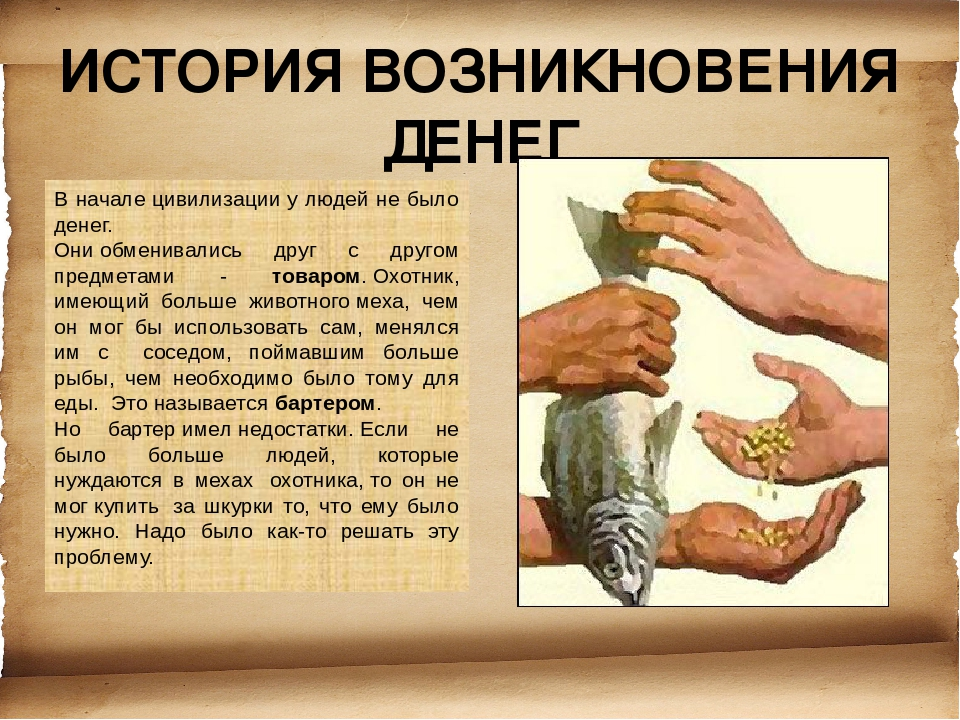 ИСТОРИЯ ВОЗНИКНОВЕНИЯ
ДЕНЕГ
В начале цивилизации у людей не было
денег.
Они обменивались друг с другом
предметами - товаром. Охотник,
имеющий больше животного меха, чем
он мог бы использовать сам, менялся
им с соседом, поймавшим больше
рыбы, чем необходимо было тому для
еды. Это называется бартером.
Но бартер имел недостатки. Если не
было больше людей, которые
нуждаются в мехах охотника, то он не
мог купить за шкурки то, что ему было
нужно. Надо было как-то решать эту
проблему.